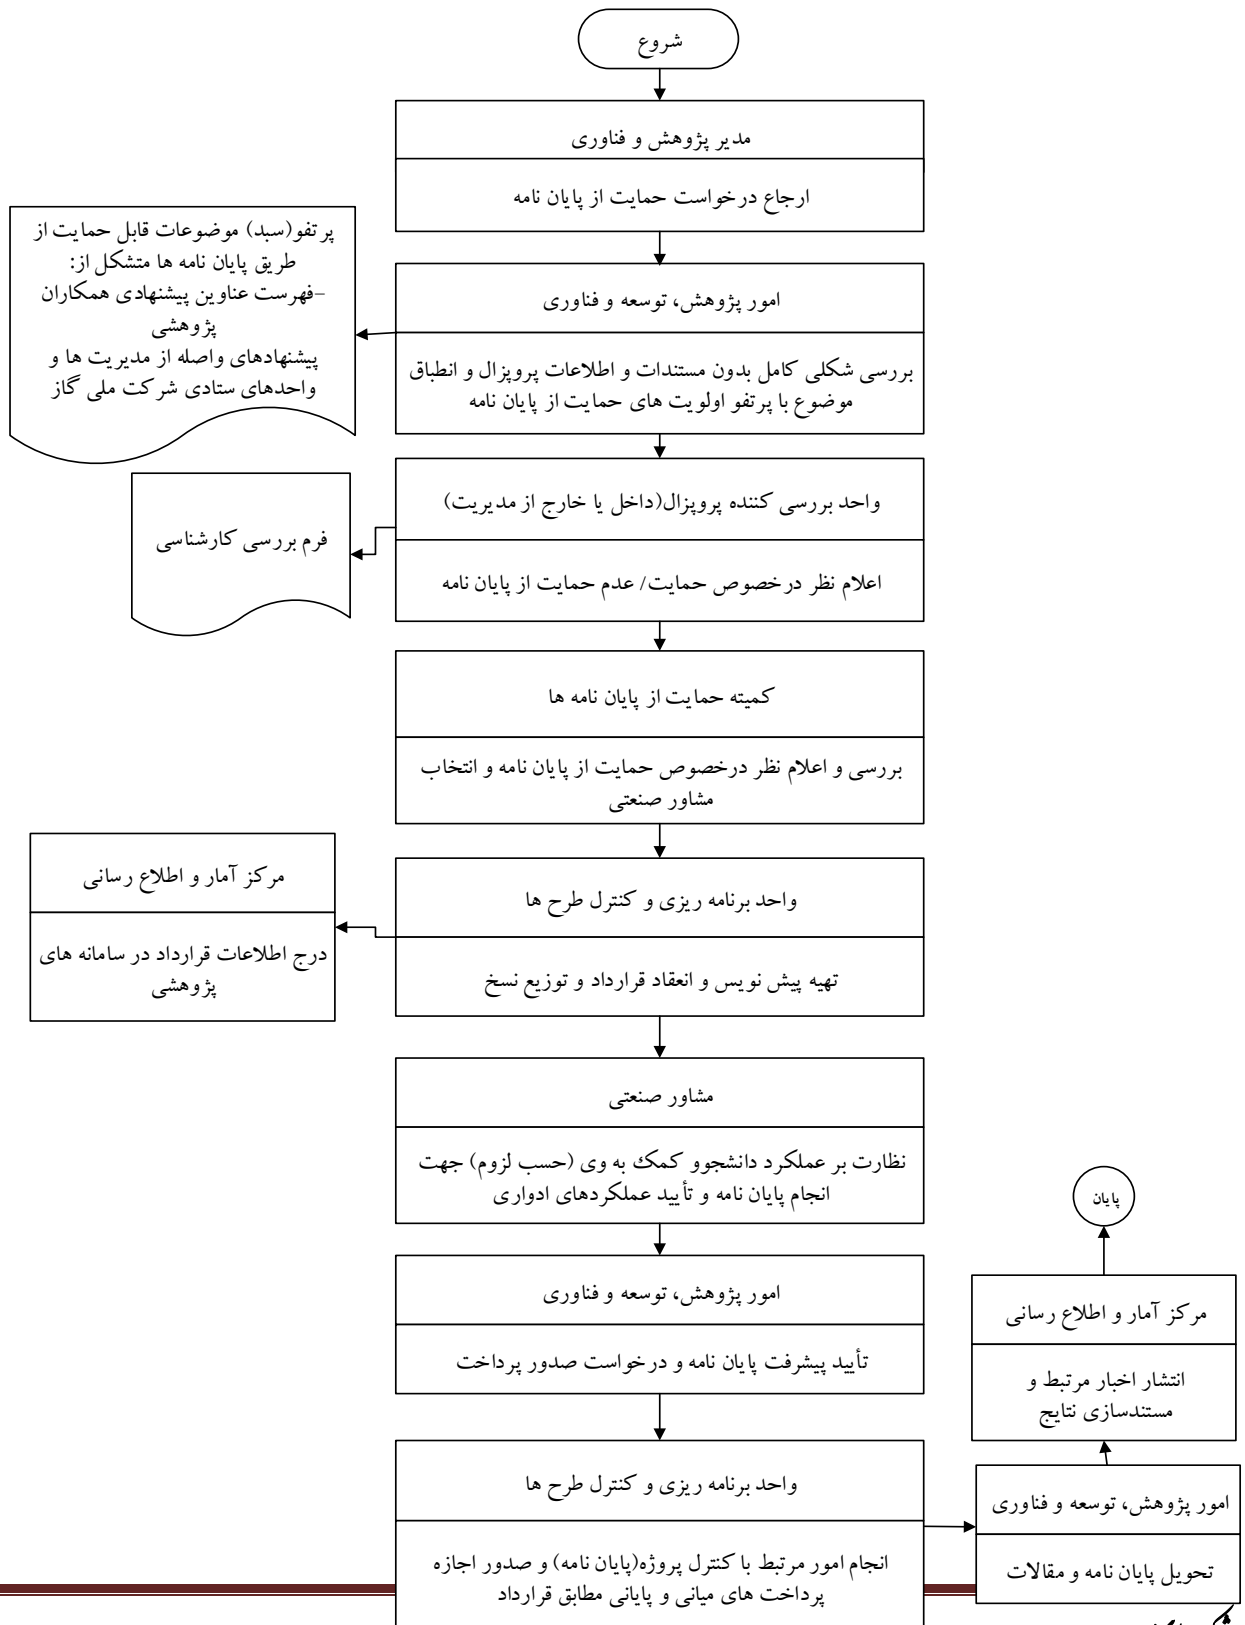 شروع
مدیر پژوهش و فناوری
ارجاع درخواست حمایت از پایان نامه
پرتفو(سبد) موضوعات قابل حمایت از
طریق پایان نامه ها متشکل از:
–فهرست عناوین پیشنهادی همکاران
پژوهشی
پیشنهادهای واصله از مدیریت ها و
واحدهای ستادی شرکت ملی گاز
امور پژوهش، توسعه و فناوری
بررسی شکلی کامل بدون مستندات و اطلاعات پروپزال و انطباق
موضوع با پرتفو اولویت های حمایت از پایان نامه
واحد بررسی کننده پروپزال(داخل یا خارج از مدیریت)
اعلام نظر درخصوص حمایت/ عدم حمایت از پایان نامه
فرم بررسی کارشناسی
کمیته حمایت از پایان نامه ها
بررسی و اعلام نظر درخصوص حمایت از پایان نامه و انتخاب
مشاور صنعتی
واحد برنامه ریزی و کنترل طرح ها
تهیه پیش نویس و انعقاد قرارداد و توزیع نسخ
مرکز آمار و اطلاع رسانی
درج اطلاعات قرارداد در سامانه های
پژوهشی
مشاور صنعتی
نظارت بر عملکرد دانشجوو کمک به وی (حسب لزوم) جهت
انجام پایان نامه و تأیید عملکردهای ادواری
امور پژوهش، توسعه و فناوری
تأیید پیشرفت پایان نامه و درخواست صدور پرداخت
واحد برنامه ریزی و کنترل طرح ها
انجام امور مرتبط با کنترل پروژه(پایان نامه) و صدور اجازه
پرداخت های میانی و پایانی مطابق قرارداد
امور پژوهش، توسعه و فناوری
تحویل پایان نامه و مقالات
مرکز آمار و اطلاع رسانی
انتشار اخبار مرتبط و
مستندسازی نتایج
پایان